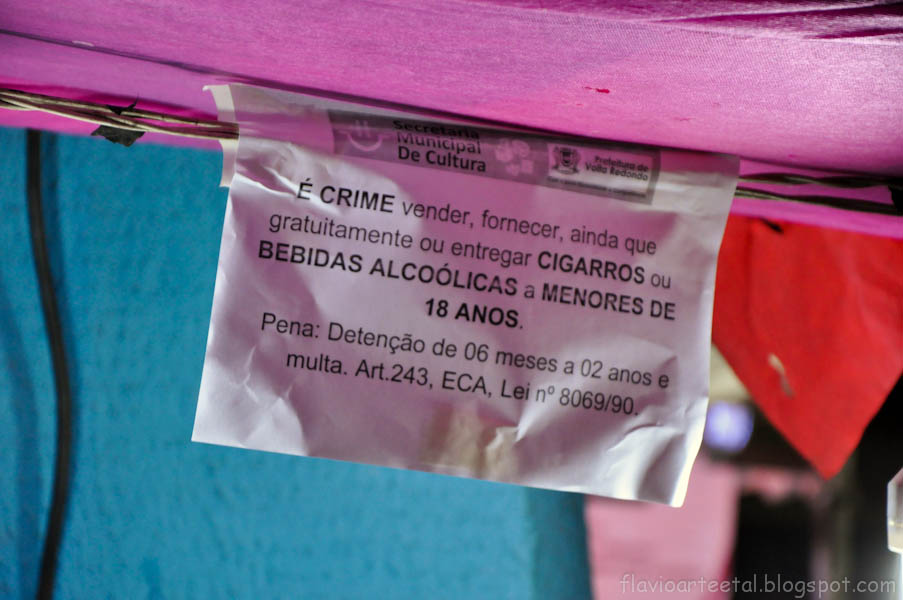 Secretaria
Municipal
De Cultura
Prefeitura de
Volta Redonda
É CRIME vender, fornecer, ainda que
gratuitamente ou entregar CIGARROS ou
BEBIDAS ALCOÓLICAS a MENORES DE
18 ANOS.
Pena: Detenção de 06 meses a 02 anos e
multa. Art.243, ECA, Lei nº 8069/90.
flavioarteetal.blogspot.com